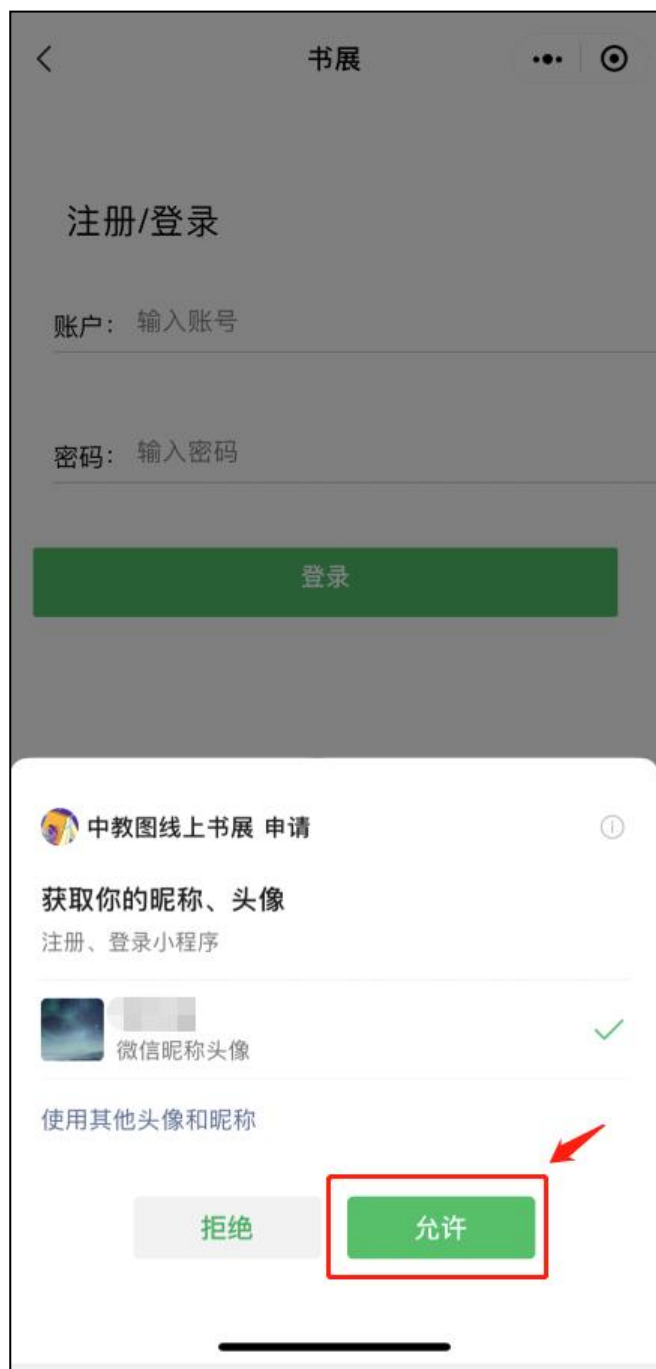 书展
注册/登录
账户： 输入账号
密码： 输入密码
登录
中教图线上书展 申请
获取你的昵称、头像
注册、登录小程序
微信昵称头像
使用其他头像和昵称
拒绝 允许